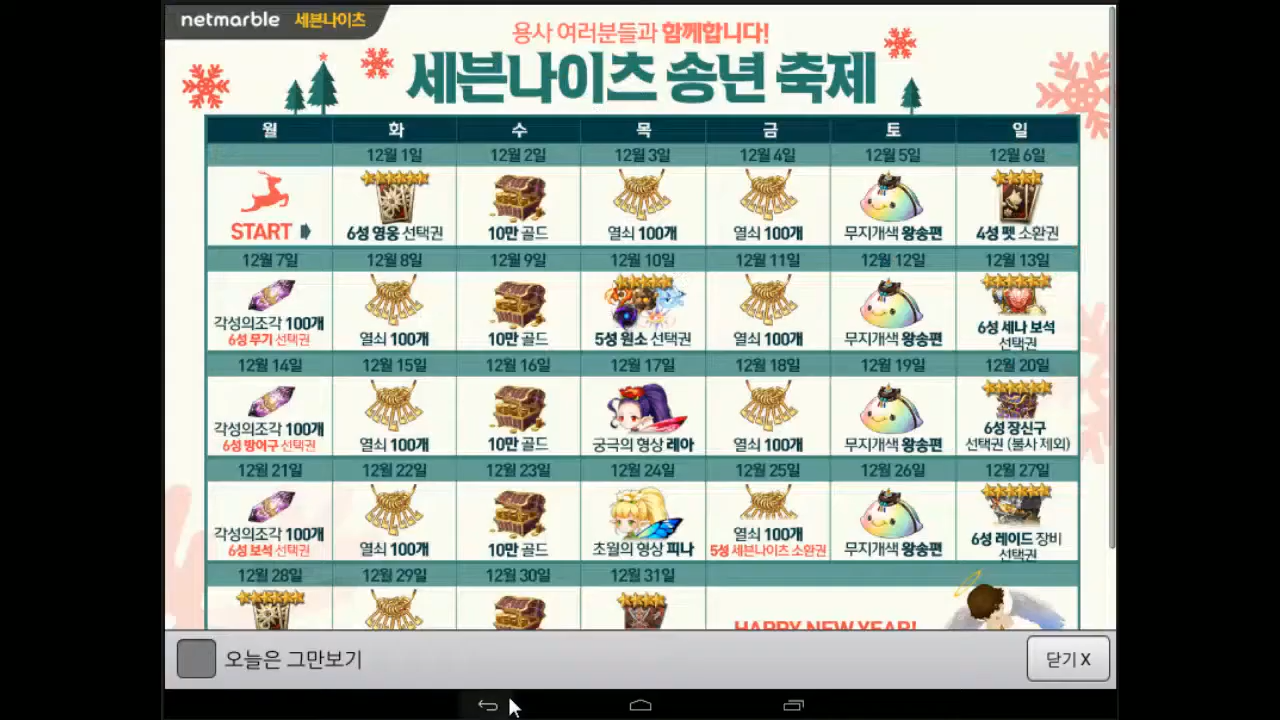 netmarble 세븐나이츠
용사 여러분들과 함께합니다!
세븐나이츠 송년 축제
월 화 수 목 금 토 일
12월 1일 12월 2일 12월 3일 12월 4일 12월 5일 12월 6일
START 6성 영웅 선택권 10만 골드 열쇠 100개 열쇠 100개 무지개색 왕송편 4성 펫 소환권
12월 7일 12월 8일 12월 9일 12월 10일 12월 11일 12월 12일 12월 13일
각성의조각 100개 열쇠 100개 10만 골드 5성 원소 선택권 열쇠 100개 무지개색 왕송편 6성 세나 보석
6성 무기 선택권 선택권
12월 14일 12월 15일 12월 16일 12월 17일 12월 18일 12월 19일 12월 20일
각성의조각 100개 열쇠 100개 10만 골드 궁극의 형상 레아 열쇠 100개 무지개색 왕송편 6성 장신구
6성 방어구 선택권 선택권 (불사 제외)
12월 21일 12월 22일 12월 23일 12월 24일 12월 25일 12월 26일 12월 27일
각성의조각 100개 열쇠 100개 10만 골드 초월의 형상 피나 열쇠 100개 무지개색 왕송편 6성 레이드 장비
6성 보석 선택권 5성 세븐나이츠 소환권 선택권
12월 28일 12월 29일 12월 30일 12월 31일
HAPPY NEW YEAR!
오늘은 그만보기
닫기 X